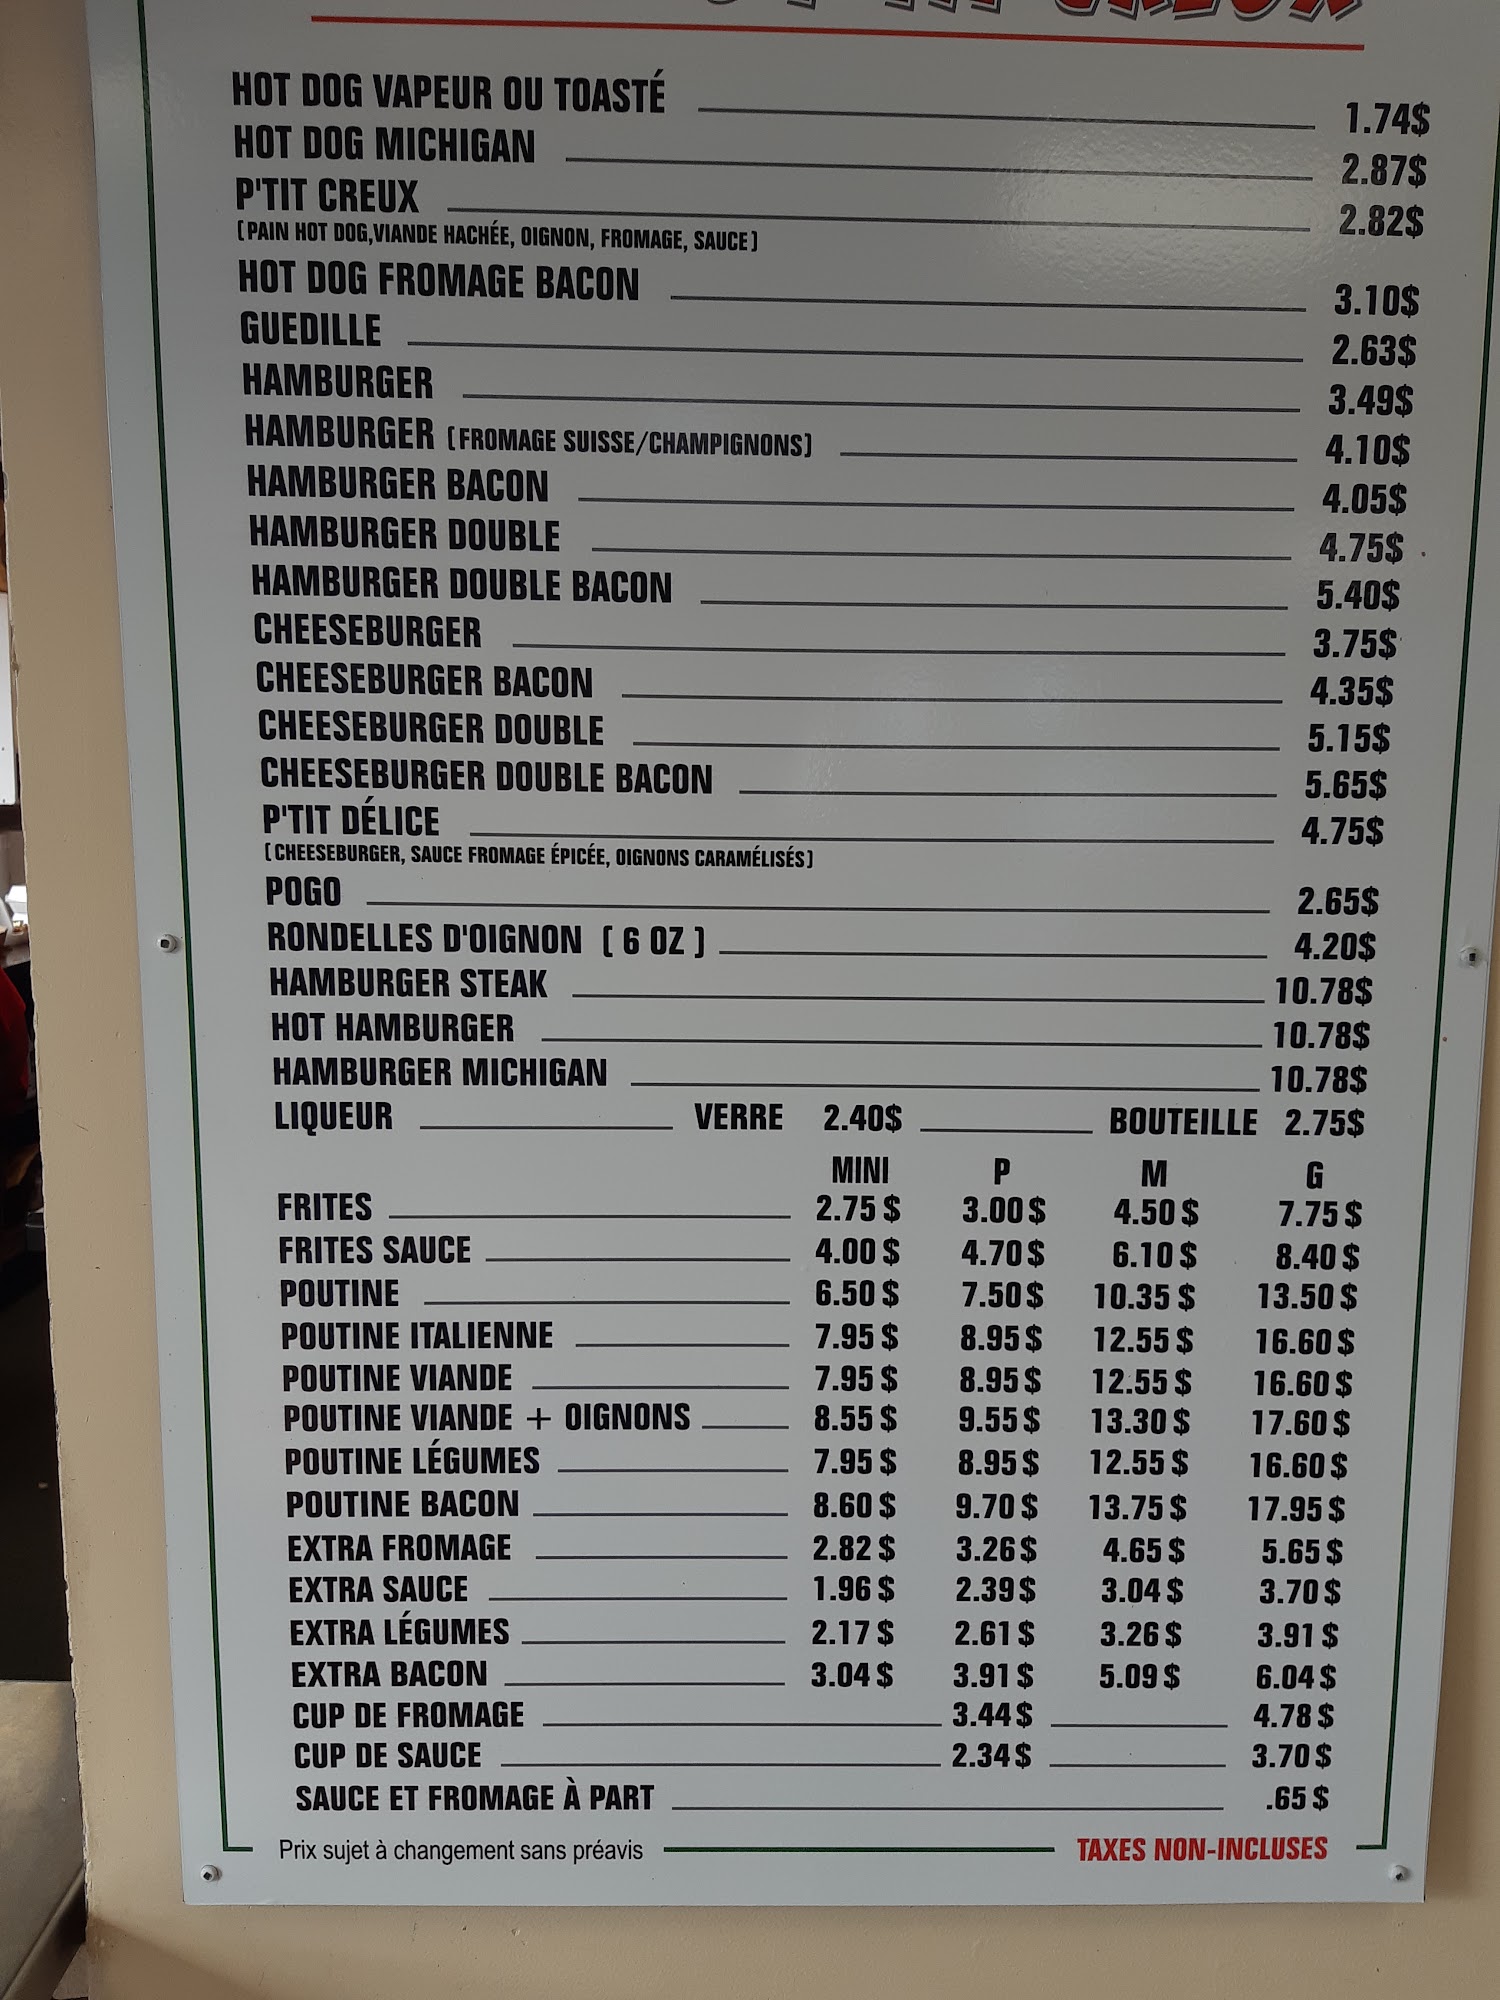 CREUX
HOT DOG VAPEUR OU TOASTÉ 1.74$
HOT DOG MICHIGAN 2.87$
P'TIT CREUX 2.82$
[PAIN HOT DOG,VIANDE HACHÉE, OIGNON, FROMAGE, SAUCE]
HOT DOG FROMAGE BACON 3.10$
GUEDILLE 2.63$
HAMBURGER 3.49$
HAMBURGER [FROMAGE SUISSE/CHAMPIGNONS] 4.10$
HAMBURGER BACON 4.05$
HAMBURGER DOUBLE 4.75$
HAMBURGER DOUBLE BACON 5.40$
CHEESEBURGER 3.75$
CHEESEBURGER BACON 4.35$
CHEESEBURGER DOUBLE 5.15$
CHEESEBURGER DOUBLE BACON 5.65$
P'TIT DÉLICE 4.75$
[CHEESEBURGER, SAUCE FROMAGE ÉPICÉE, OIGNONS CARAMÉLISÉS]
POGO 2.65$
RONDELLES D'OIGNON [ 6 OZ ] 4.20$
HAMBURGER STEAK 10.78$
HOT HAMBURGER 10.78$
HAMBURGER MICHIGAN 10.78$
LIQUEUR VERRE 2.40$ BOUTEILLE 2.75$
MINI P M G
FRITES 2.75$ 3.00$ 4.50$ 7.75$
FRITES SAUCE 4.00$ 4.70$ 6.10$ 8.40$
POUTINE 6.50$ 7.50$ 10.35$ 13.50$
POUTINE ITALIENNE 7.95$ 8.95$ 12.55$ 16.60$
POUTINE VIANDE 7.95$ 8.95$ 12.55$ 16.60$
POUTINE VIANDE + OIGNONS 8.55$ 9.55$ 13.30$ 17.60$
POUTINE LÉGUMES 7.95$ 8.95$ 12.55$ 16.60$
POUTINE BACON 8.60$ 9.70$ 13.75$ 17.95$
EXTRA FROMAGE 2.82$ 3.26$ 4.65$ 5.65$
EXTRA SAUCE 1.96$ 2.39$ 3.04$ 3.70$
EXTRA LÉGUMES 2.17$ 2.61$ 3.26$ 3.91$
EXTRA BACON 3.04$ 3.91$ 5.09$ 6.04$
CUP DE FROMAGE 3.44$ 4.78$
CUP DE SAUCE 2.34$ 3.70$
SAUCE ET FROMAGE À PART .65$
Prix sujet à changement sans préavis TAXES NON-INCLUSES